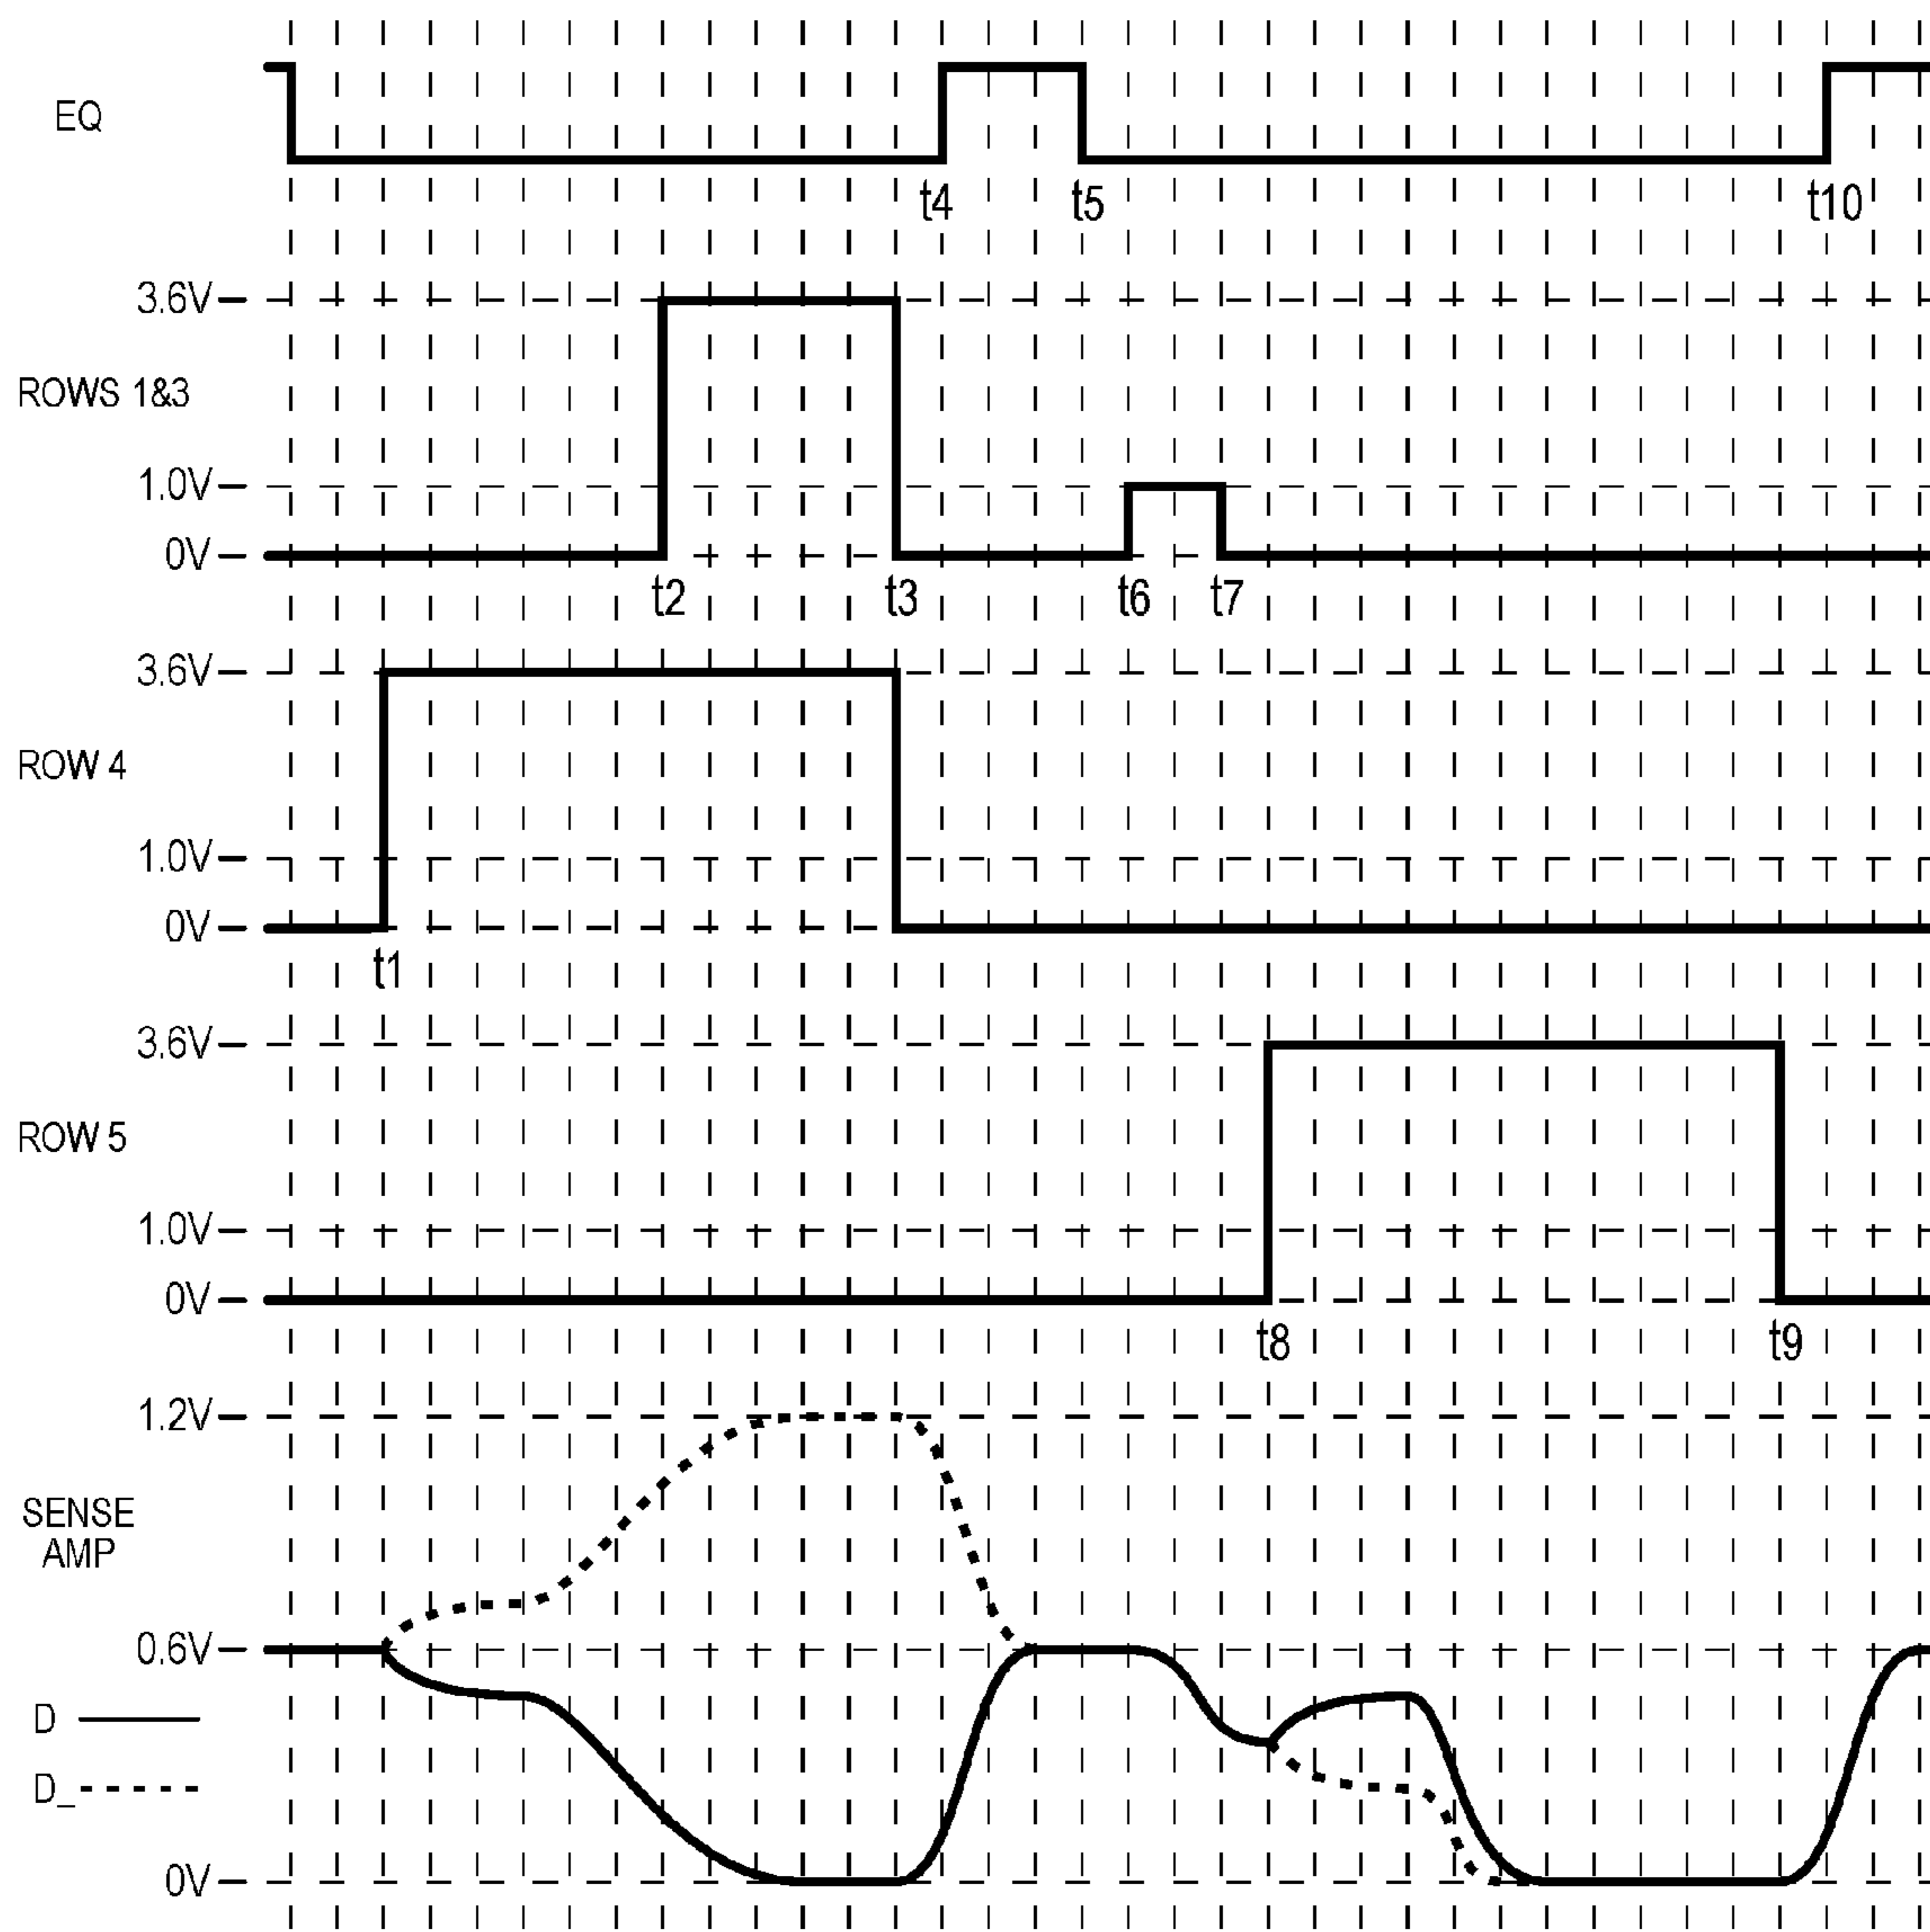 EQ
t4
t5
t10
3.6V
ROWS 1&3
1.0V
0V
t2
t3
t6
t7
3.6V
ROW 4
1.0V
0V
t1
3.6V
ROW 5
1.0V
0V
t8
t9
1.2V
SENSE
AMP
0.6V
D
D_
0V